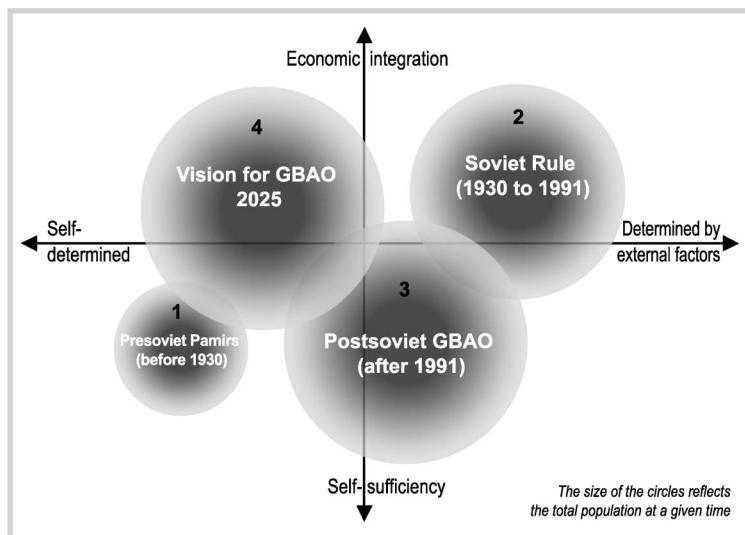 Economic integration
4
Vision for GBAO
2025
2
Soviet Rule
(1930 to 1991)
Self-
determined
Determined by
external factors
1
Presoviet Pamirs
(before 1930)
3
Postsoviet GBAO
(after 1991)
Self- sufficiency
The size of the circles reflects
the total population at a given time